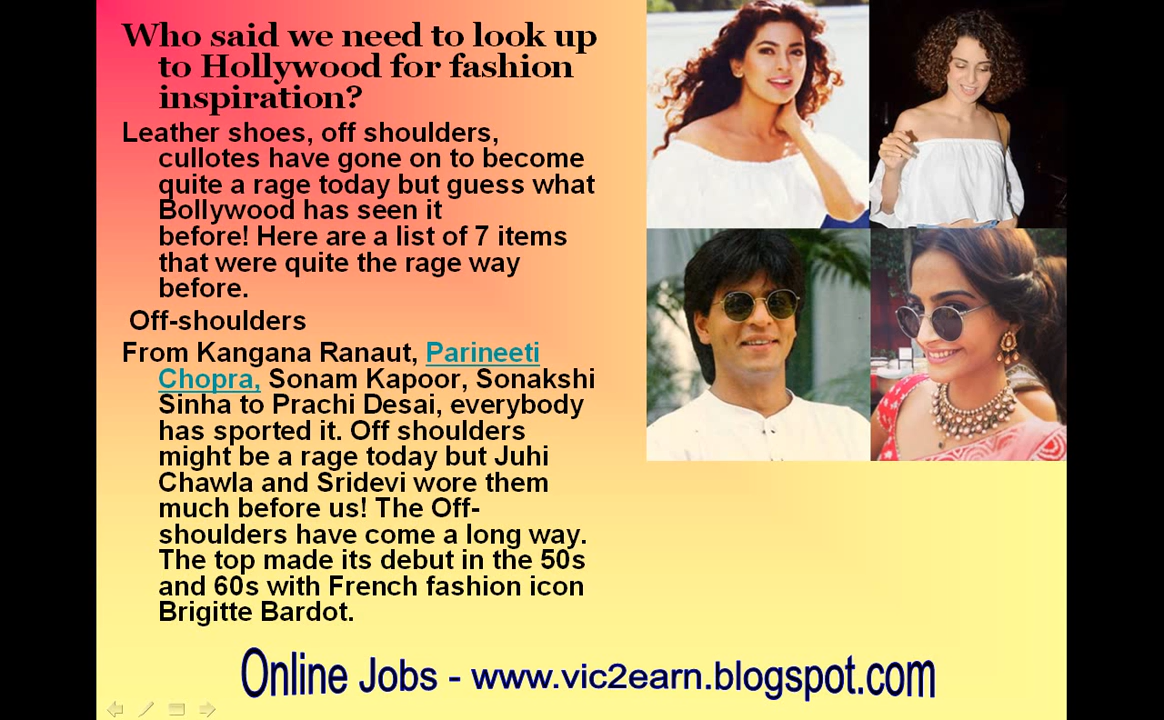 Who said we need to look up
to Hollywood for fashion
inspiration?
Leather shoes, off shoulders,
cullotes have gone on to become
quite a rage today but guess what
Bollywood has seen it
before! Here are a list of 7 items
that were quite the rage way
before.
Off-shoulders
From Kangana Ranaut, Parineeti
Chopra, Sonam Kapoor, Sonakshi
Sinha to Prachi Desai, everybody
has sported it. Off shoulders
might be a rage today but Juhi
Chawla and Sridevi wore them
much before us! The Off-
shoulders have come a long way.
The top made its debut in the 50s
and 60s with French fashion icon
Brigitte Bardot.
Online Jobs - www.vic2earn.blogspot.com